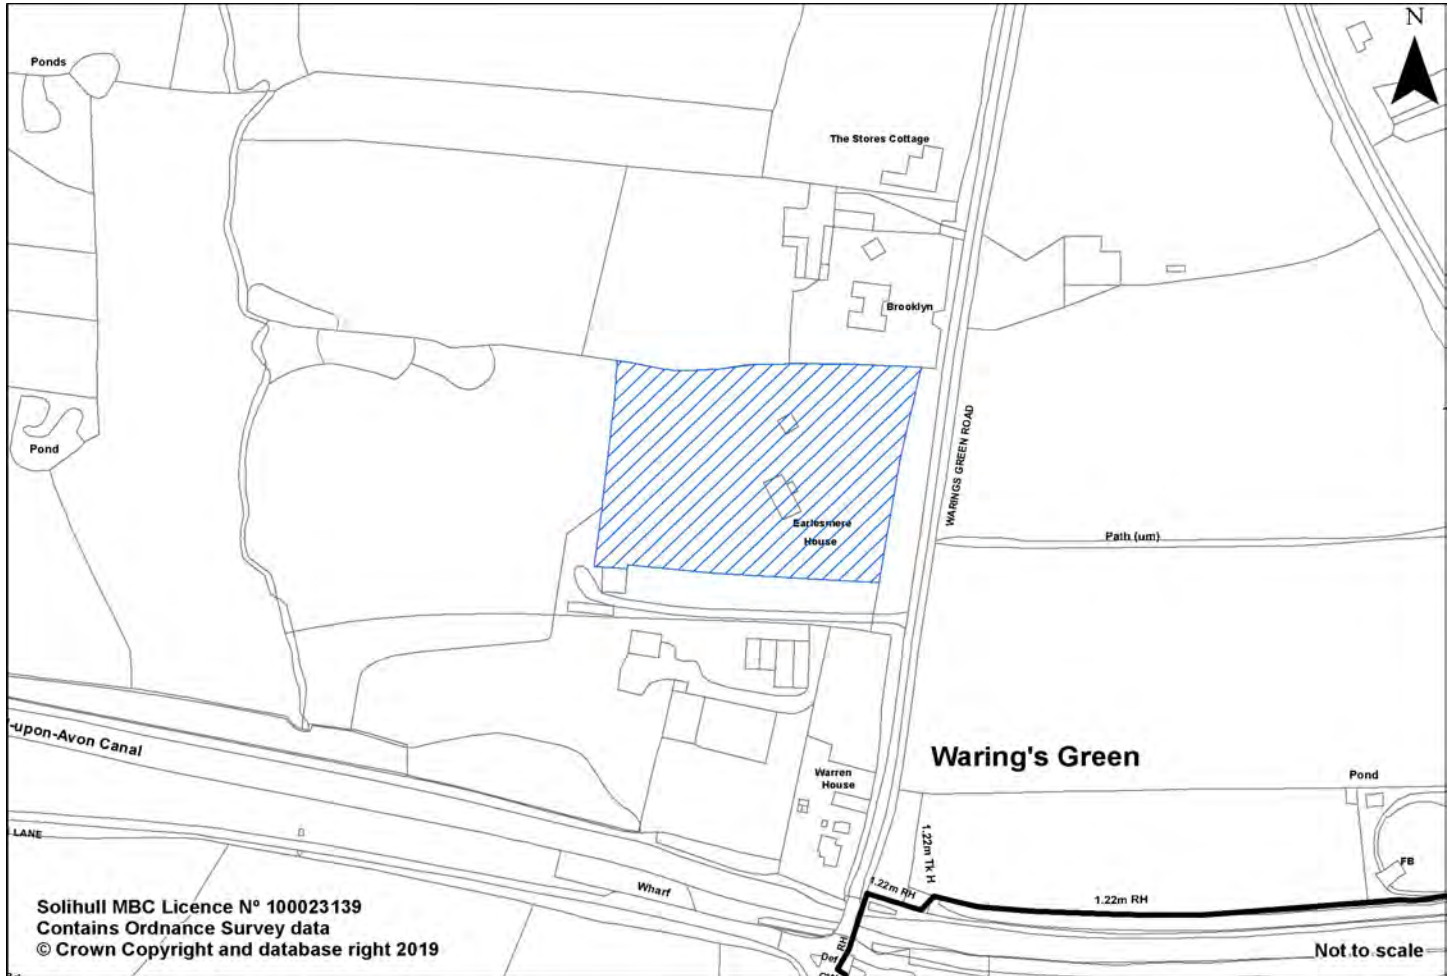 N
Ponds
The Stores Cottage
Brooklyn
WARINGS GREEN ROAD
Pond
Earlesmere
House
Path (um)
-upon-Avon Canal
Waring's Green
Warren
House
Pond
LANE
1.22m Tk H
FB
Wharf
1.22m RH
1.22m RH
RH
Def
Solihull MBC Licence Nº 100023139
Contains Ordnance Survey data
© Crown Copyright and database right 2019
Not to scale